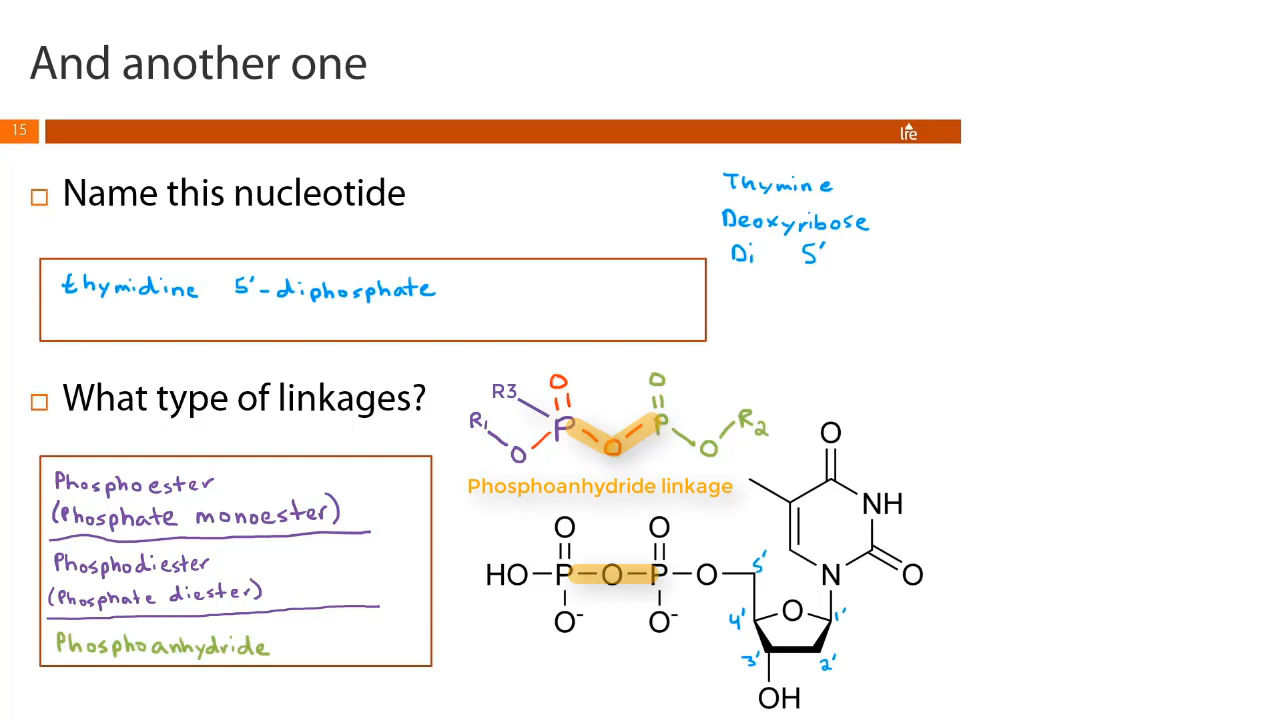 And another one
15
lre
Name this nucleotide
Thymine
Deoxyribose
Di 5'
thymidine 5'-diphosphate
What type of linkages?
Phosphoester
(Phosphate monoester)
Phosphodiester
(Phosphate diester)
Phosphoanhydride
O O
R3
R1 P P R2
O O O
Phosphoanhydride linkage
O
NH
O O
HO P O P O 5' N O
O- O- 4' O 1'
3' 2'
OH